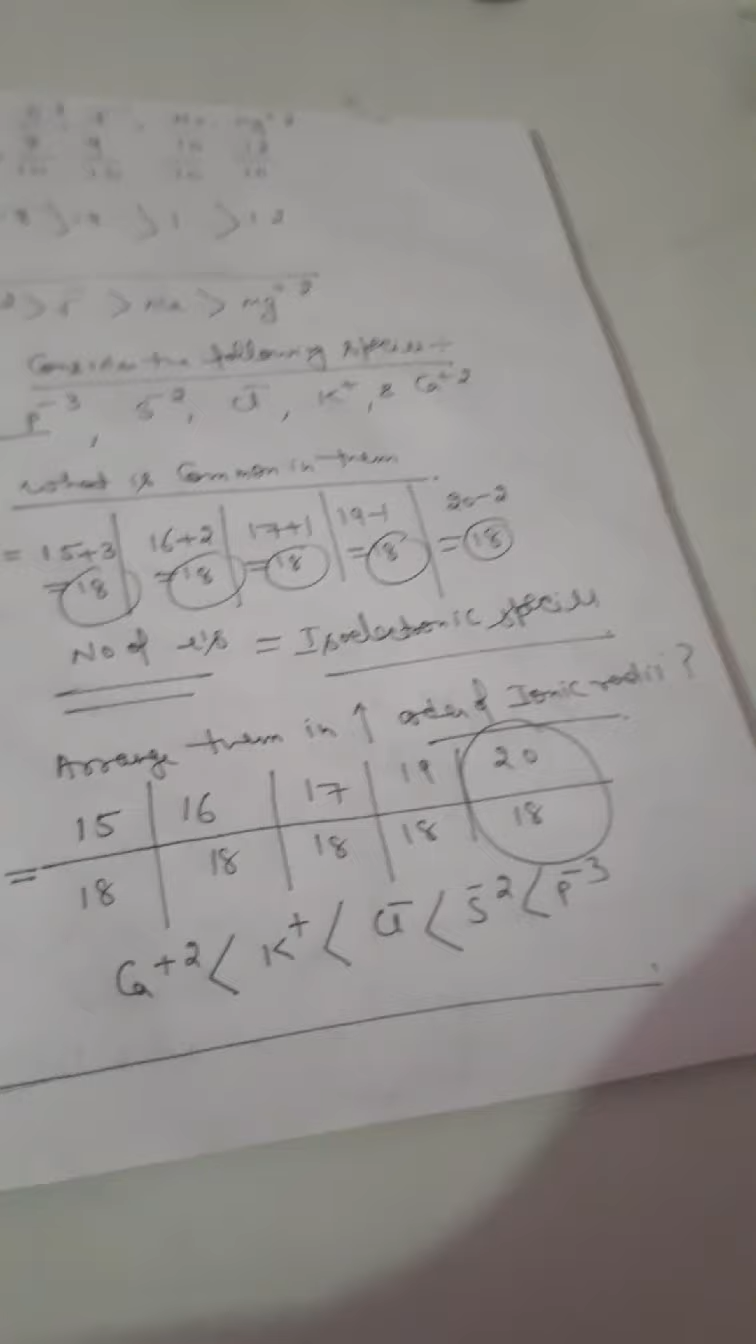 > > Mg⁺²
Consider the following species :-
P⁻³, S⁻², Cl⁻, K⁺, & Ca⁺²
What is Common in them
= 15+3 | 16+2 | 17+1 | 19-1 | 20-2
=18 | =18 | =18 | =18 | =18
No of e⁻s = Isoelectronic species
Arrange them in ↑ order of Ionic radii?
15 | 16 | 17 | 19 | 20
= 18 | 18 | 18 | 18 | 18
Ca⁺² < K⁺ < Cl⁻ < S⁻² < P⁻³